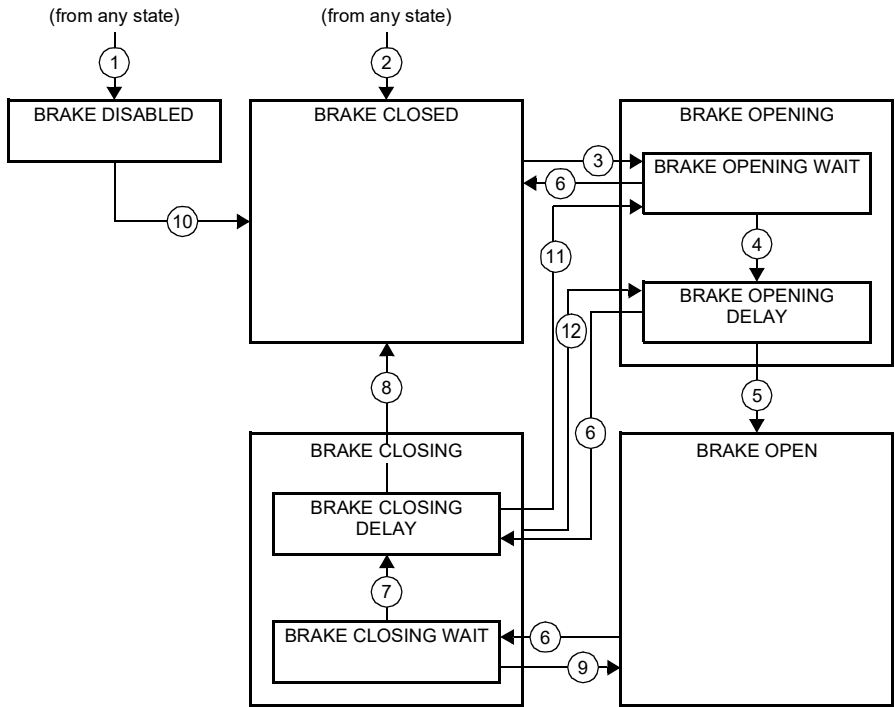 (from any state)
(from any state)
1
2
BRAKE DISABLED
BRAKE CLOSED
BRAKE OPENING
3
BRAKE OPENING WAIT
6
10
4
11
BRAKE OPENING
DELAY
12
8
5
6
BRAKE CLOSING
BRAKE OPEN
BRAKE CLOSING
DELAY
7
BRAKE CLOSING WAIT
6
9